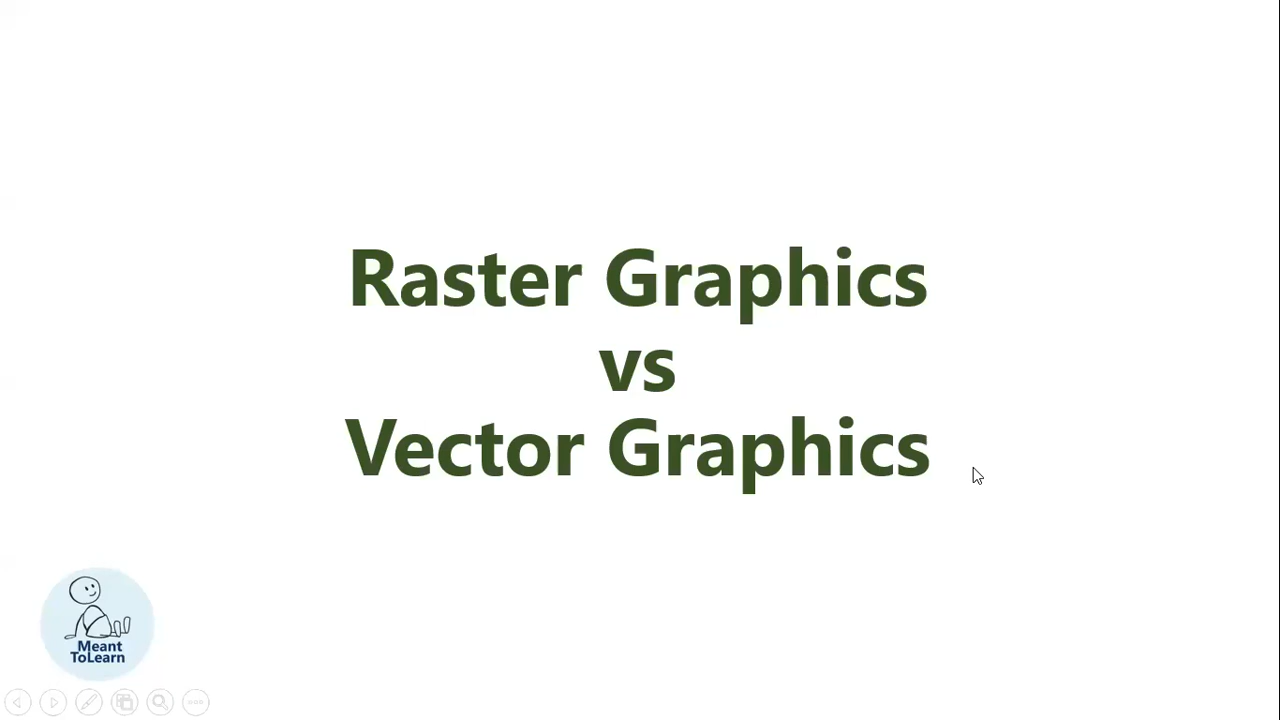 Raster Graphics
vs
Vector Graphics
Meant
ToLearn